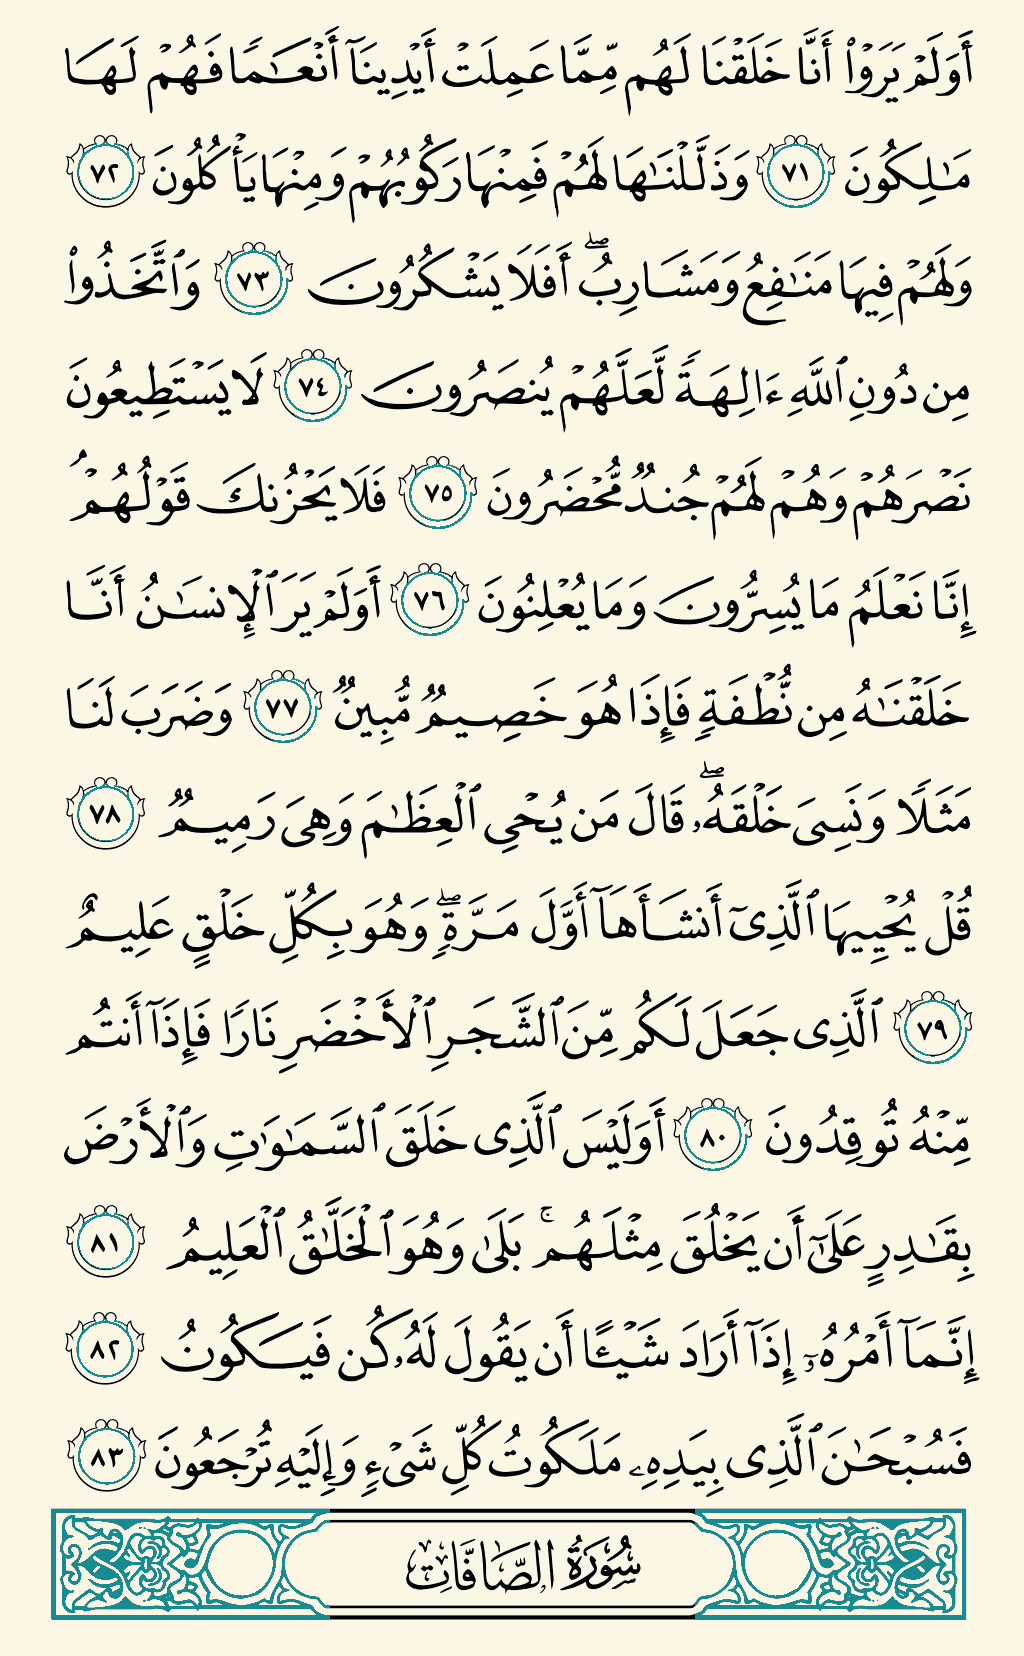 أَوَلَمْ يَرَوْا۟ أَنَّا خَلَقْنَا لَهُم مِّمَّا عَمِلَتْ أَيْدِينَآ أَنْعَـٰمًا فَهُمْ لَهَا
مَـٰلِكُونَ ٧١ وَذَلَّلْنَـٰهَا لَهُمْ فَمِنْهَا رَكُوبُهُمْ وَمِنْهَا يَأْكُلُونَ ٧٢
وَلَهُمْ فِيهَا مَنَـٰفِعُ وَمَشَارِبُ ۖ أَفَلَا يَشْكُرُونَ ٧٣ وَٱتَّخَذُوا۟
مِن دُونِ ٱللَّهِ ءَالِهَةً لَّعَلَّهُمْ يُنصَرُونَ ٧٤ لَا يَسْتَطِيعُونَ
نَصْرَهُمْ وَهُمْ لَهُمْ جُندٌ مُّحْضَرُونَ ٧٥ فَلَا يَحْزُنكَ قَوْلُهُمْ ۘ
إِنَّا نَعْلَمُ مَا يُسِرُّونَ وَمَا يُعْلِنُونَ ٧٦ أَوَلَمْ يَرَ ٱلْإِنسَـٰنُ أَنَّا
خَلَقْنَـٰهُ مِن نُّطْفَةٍ فَإِذَا هُوَ خَصِيمٌ مُّبِينٌ ٧٧ وَضَرَبَ لَنَا
مَثَلًا وَنَسِىَ خَلْقَهُۥ ۖ قَالَ مَن يُحْىِ ٱلْعِظَـٰمَ وَهِىَ رَمِيمٌ ٧٨
قُلْ يُحْيِيهَا ٱلَّذِىٓ أَنشَأَهَآ أَوَّلَ مَرَّةٍ ۖ وَهُوَ بِكُلِّ خَلْقٍ عَلِيمٌ
٧٩ ٱلَّذِى جَعَلَ لَكُم مِّنَ ٱلشَّجَرِ ٱلْأَخْضَرِ نَارًا فَإِذَآ أَنتُم
مِّنْهُ تُوقِدُونَ ٨٠ أَوَلَيْسَ ٱلَّذِى خَلَقَ ٱلسَّمَـٰوَٰتِ وَٱلْأَرْضَ
بِقَـٰدِرٍ عَلَىٰٓ أَن يَخْلُقَ مِثْلَهُم ۚ بَلَىٰ وَهُوَ ٱلْخَلَّـٰقُ ٱلْعَلِيمُ ٨١
إِنَّمَآ أَمْرُهُۥٓ إِذَآ أَرَادَ شَيْـًٔا أَن يَقُولَ لَهُۥ كُن فَيَكُونُ ٨٢
فَسُبْحَـٰنَ ٱلَّذِى بِيَدِهِۦ مَلَكُوتُ كُلِّ شَىْءٍ وَإِلَيْهِ تُرْجَعُونَ ٨٣
سُورَةُ الصَّافَّاتِ